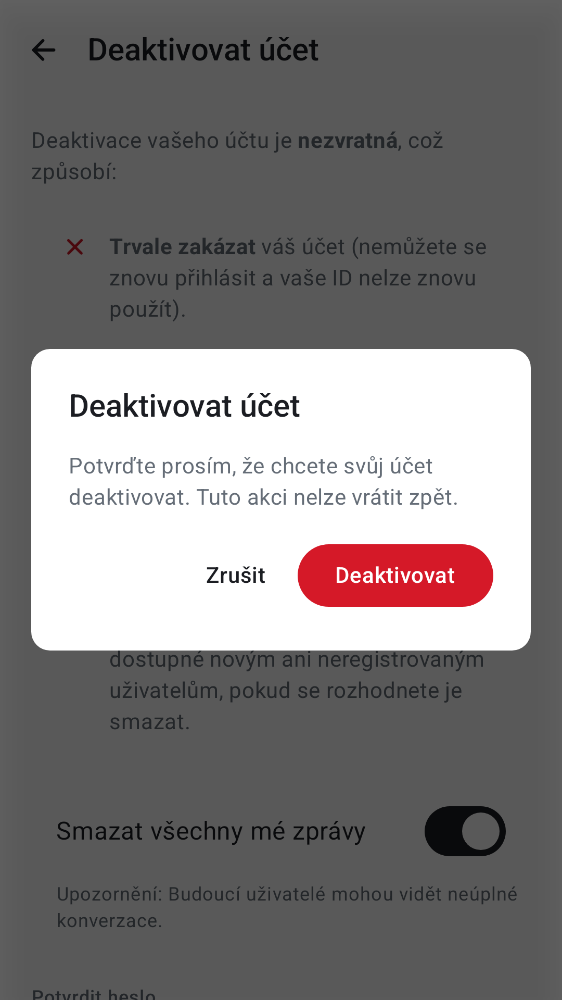 Deaktivovat účet
Deaktivace vašeho účtu je nezvratná, což
způsobí:
Trvale zakázat váš účet (nemůžete se
znovu přihlásit a vaše ID nelze znovu
použít).
Deaktivovat účet
Potvrďte prosím, že chcete svůj účet
deaktivovat. Tuto akci nelze vrátit zpět.
Zrušit Deaktivovat
dostupné novým ani neregistrovaným
uživatelům, pokud se rozhodnete je
smazat.
Smazat všechny mé zprávy
Upozornění: Budoucí uživatelé mohou vidět neúplné
konverzace.
Potvrdit heslo